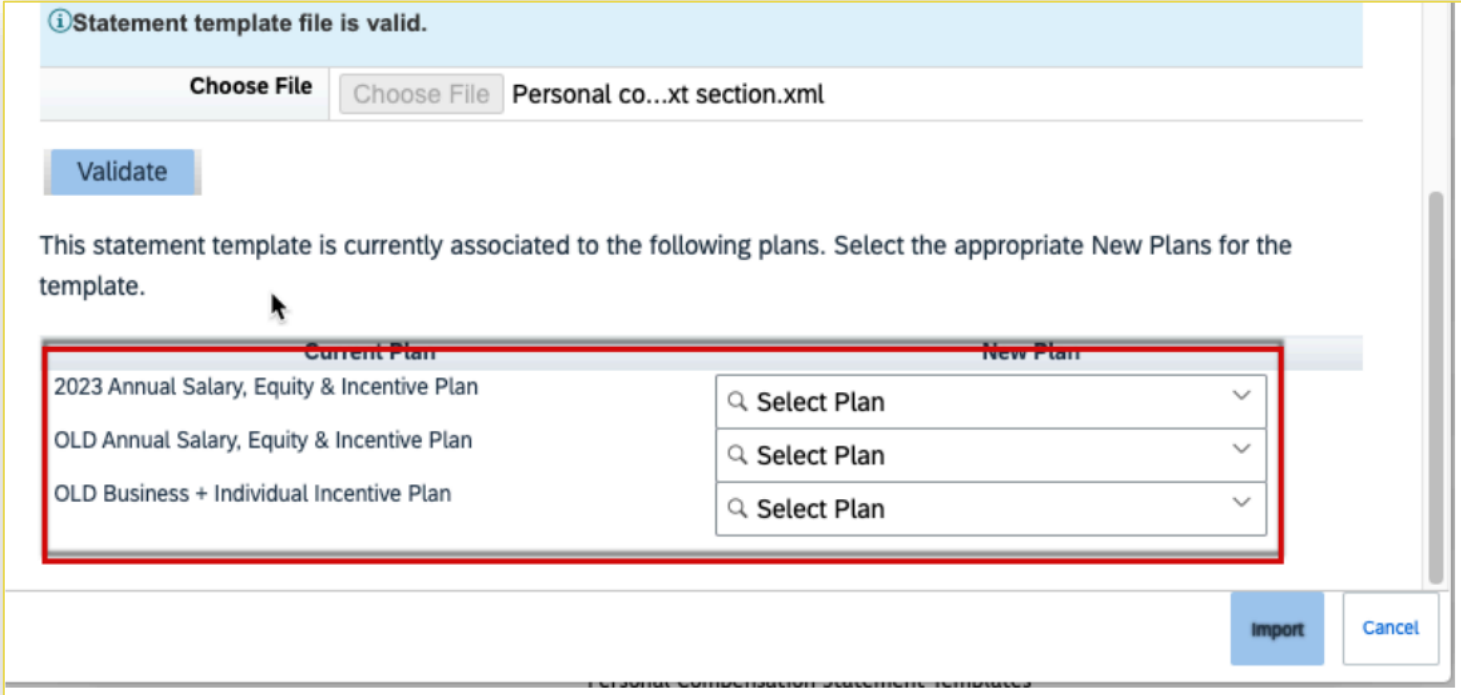 Statement template file is valid.
Choose File Choose File Personal co...xt section.xml
Validate
This statement template is currently associated to the following plans. Select the appropriate New Plans for the
template.
Current Plan New Plan
2023 Annual Salary, Equity & Incentive Plan Select Plan
OLD Annual Salary, Equity & Incentive Plan Select Plan
OLD Business + Individual Incentive Plan Select Plan
Import Cancel
Personal Compensation Statement Templates